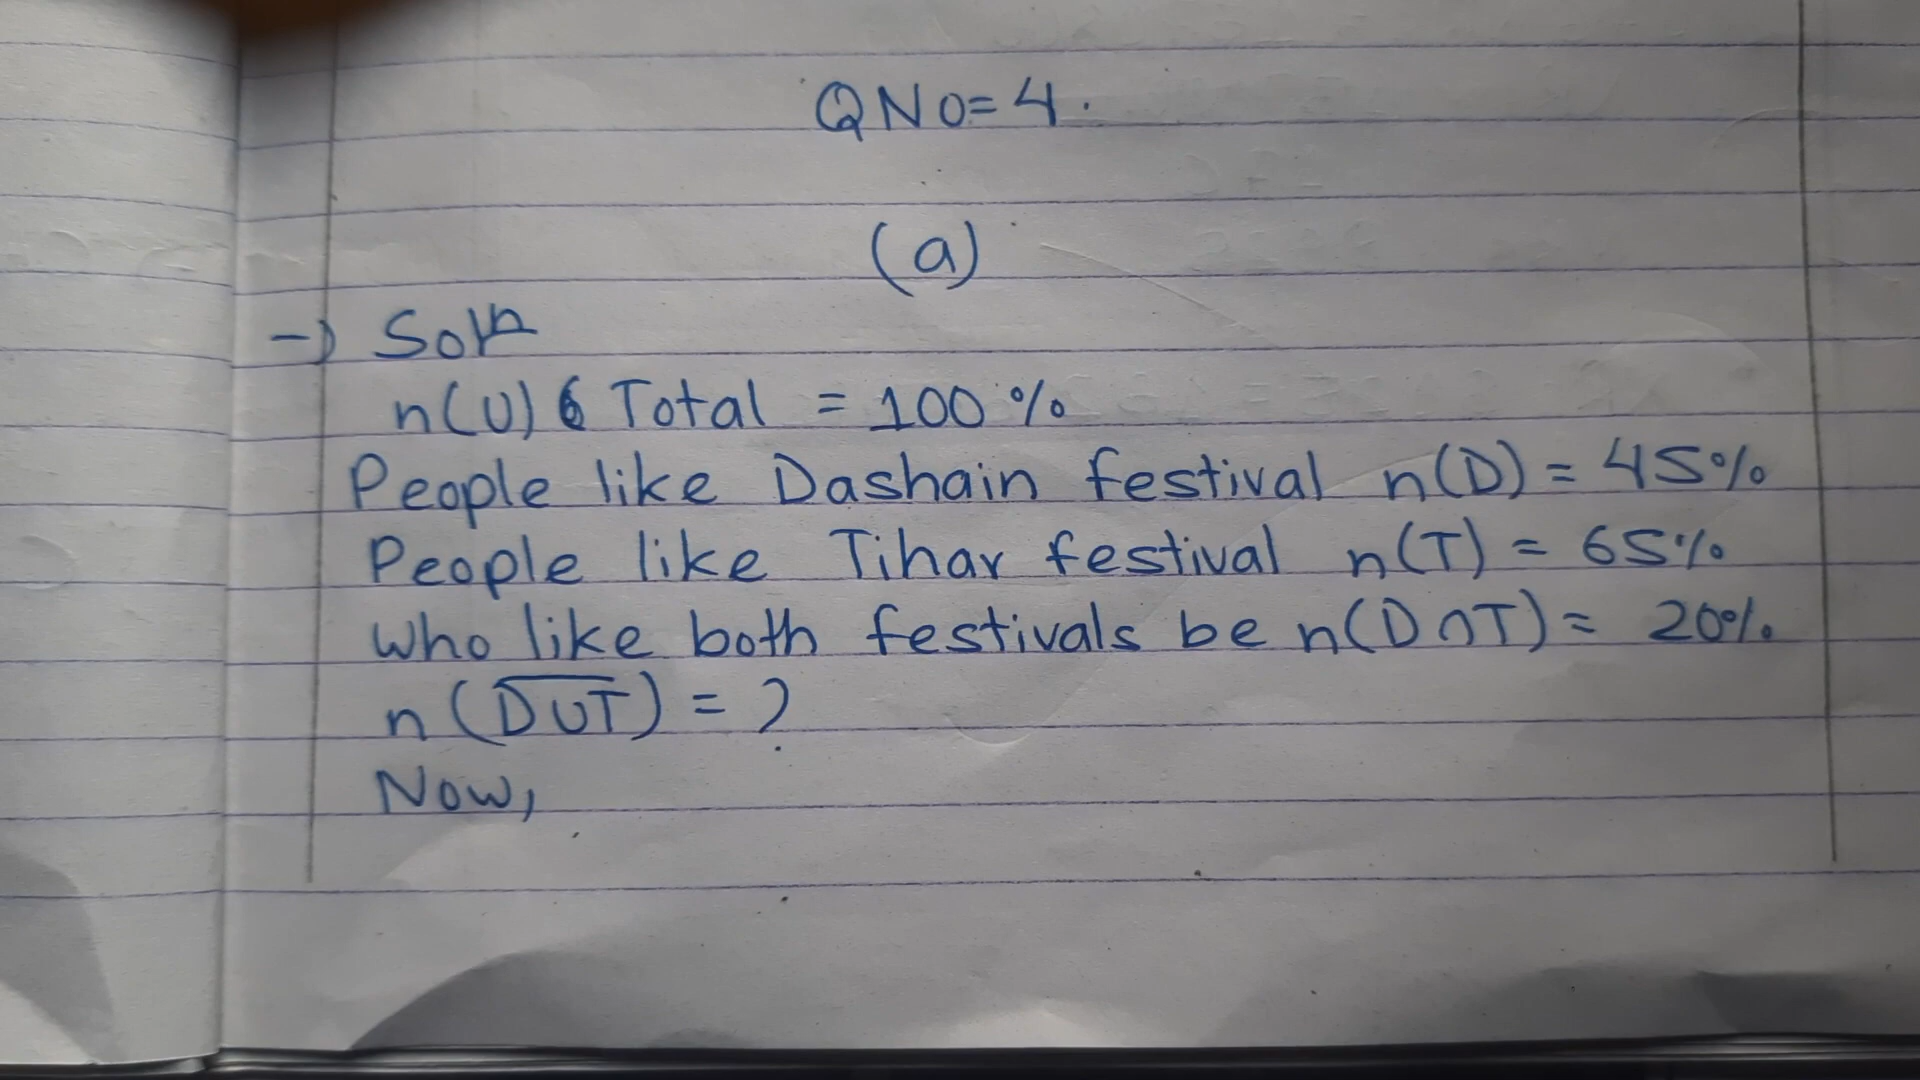 QNo=4.
(a)
→ Soln
n(U) 6 Total = 100%
People like Dashain festival n(D) = 45%
People like Tihar festival n(T) = 65%
Who like both festivals be n(D∩T) = 20%
n(D̅U̅T̅) = ?
Now,